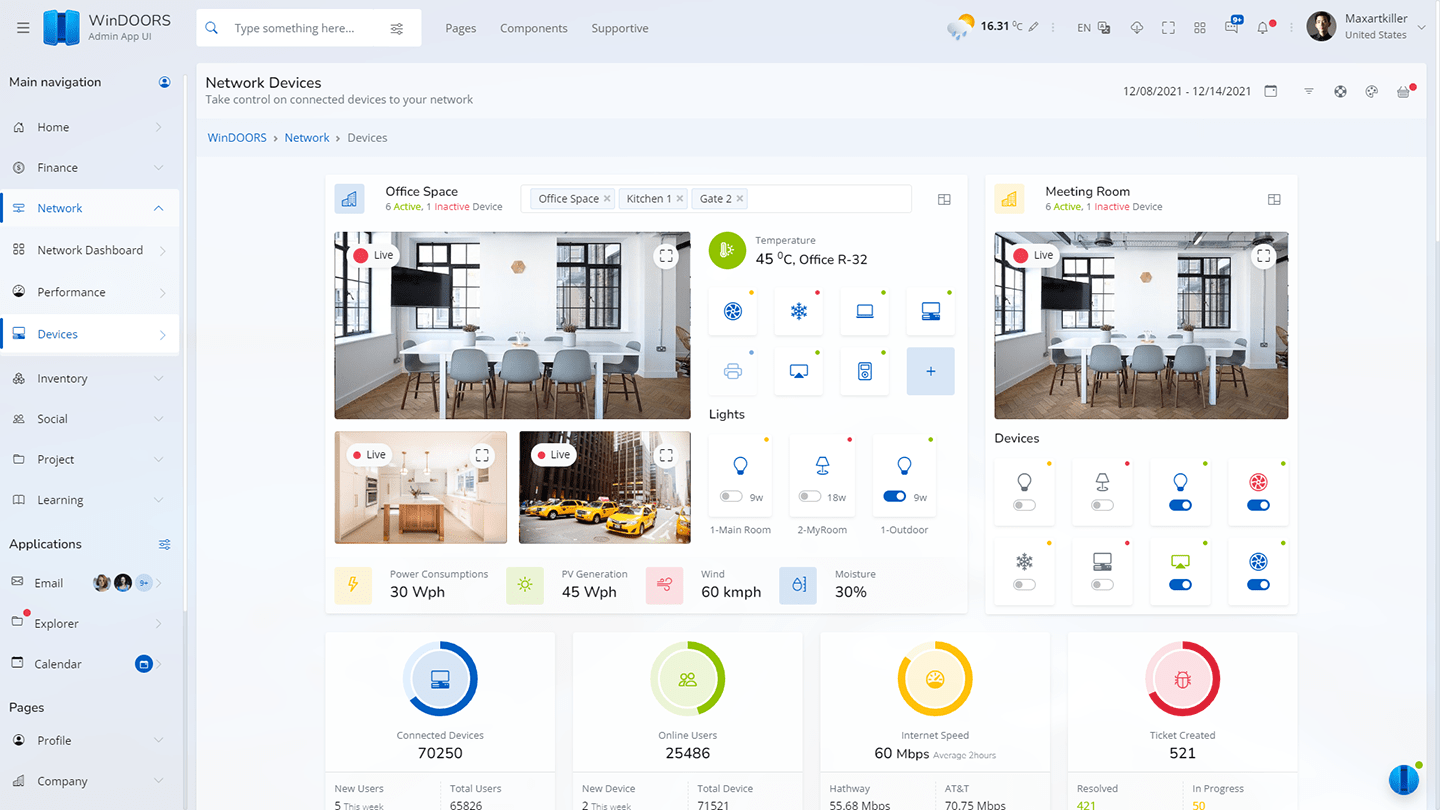 WinDOORS
Admin App UI
Type something here...
Pages
Components
Supportive
16.31 °C
EN
9+
Maxartkiller
United States
Main navigation
Home
Finance
Network
Network Dashboard
Performance
Devices
Inventory
Social
Project
Learning
Applications
Email
9+
Explorer
Calendar
Pages
Profile
Company
Network Devices
Take control on connected devices to your network
12/08/2021 - 12/14/2021
WinDOORS > Network > Devices
Office Space
6 Active, 1 Inactive Device
Office Space × Kitchen 1 × Gate 2 ×
Live
Live
Live
Temperature
45 ⁰C, Office R-32
+
Lights
9w
18w
9w
1-Main Room
2-MyRoom
1-Outdoor
Power Consumptions
30 Wph
PV Generation
45 Wph
Wind
60 kmph
Moisture
30%
Meeting Room
6 Active, 1 Inactive Device
Live
Devices
Connected Devices
70250
New Users
5 This week
Total Users
65826
Online Users
25486
New Device
2 This week
Total Device
71521
Internet Speed
60 Mbps Average 2hours
Hathway
55.68 Mbps
AT&T
70.75 Mbps
Ticket Created
521
Resolved
421
In Progress
50